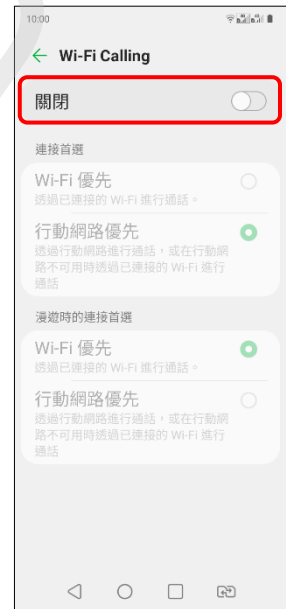 10:00
Wi-Fi Calling
關閉
連接首選
Wi-Fi 優先
透過已連接的 Wi-Fi 進行通話。
行動網路優先
透過行動網路進行通話，或在行動網
路不可用時透過已連接的 Wi-Fi 進行
通話
漫遊時的連接首選
Wi-Fi 優先
透過已連接的 Wi-Fi 進行通話。
行動網路優先
透過行動網路進行通話，或在行動網
路不可用時透過已連接的 Wi-Fi 進行
通話